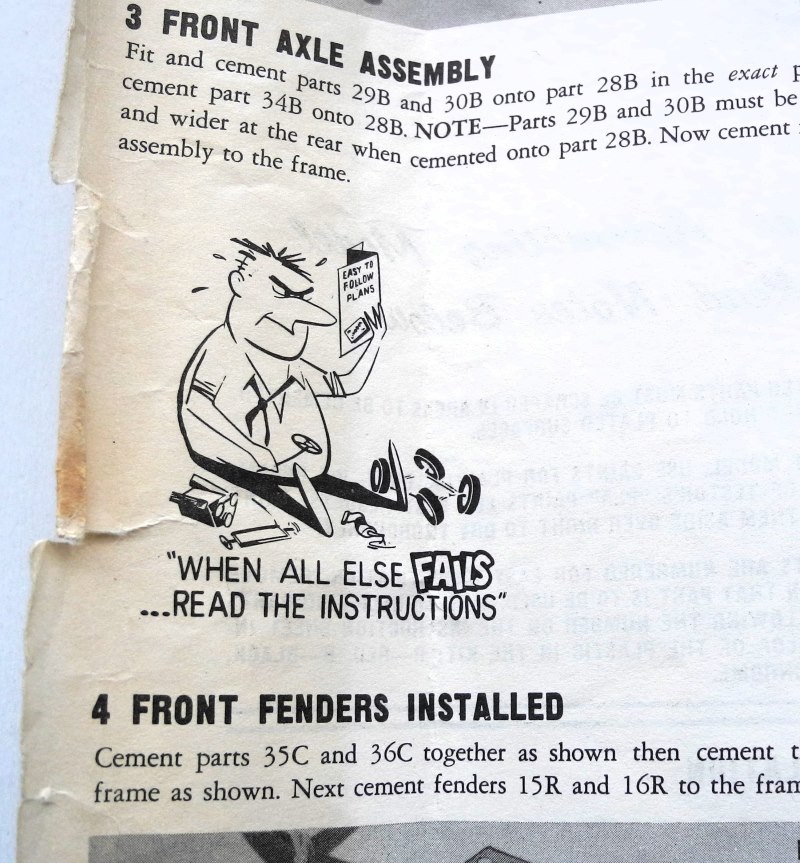 3 FRONT AXLE ASSEMBLY
Fit and cement parts 29B and 30B onto part 28B in the exact
cement part 34B onto 28B. NOTE—Parts 29B and 30B must be
and wider at the rear when cemented onto part 28B. Now cement
assembly to the frame.
EASY TO
FOLLOW
PLANS
"WHEN ALL ELSE FAILS
...READ THE INSTRUCTIONS"
4 FRONT FENDERS INSTALLED
Cement parts 35C and 36C together as shown then cement
frame as shown. Next cement fenders 15R and 16R to the